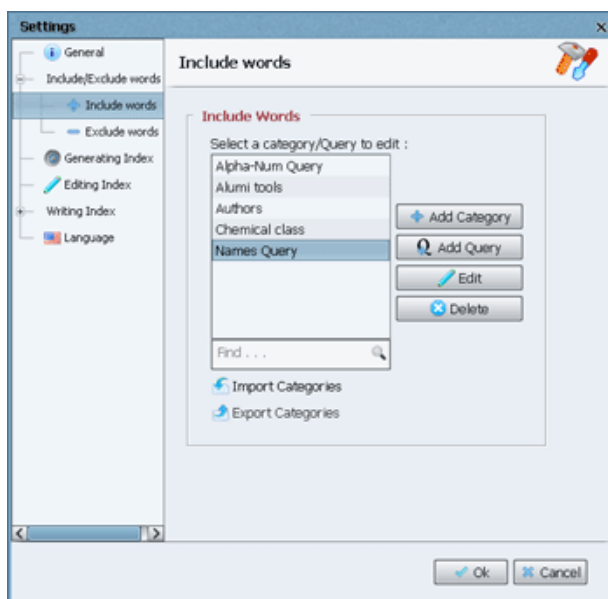 Settings
General
Include/Exclude words
Include words
Exclude words
Generating Index
Editing Index
Writing Index
Language
Include words
Include Words
Select a category/Query to edit :
Alpha-Num Query
Alumi tools
Authors
Chemical class
Names Query
Find . . .
Add Category
Add Query
Edit
Delete
Import Categories
Export Categories
Ok
Cancel